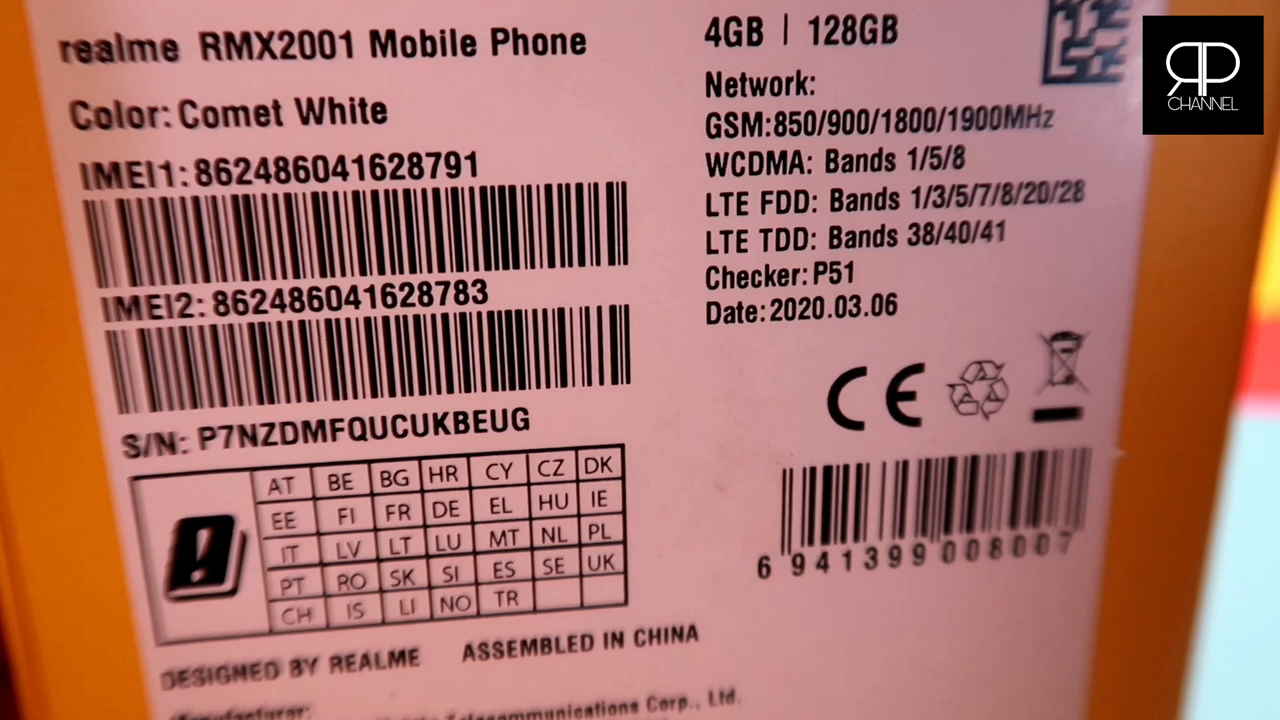 realme RMX2001 Mobile Phone
Color: Comet White
IMEI1: 862486041628791
IMEI2: 862486041628783
S/N: P7NZDMFQUCUKBEUG
AT BE BG HR CY CZ DK
EE FI FR DE EL HU IE
IT LV LT LU MT NL PL
PT RO SK SI ES SE UK
CH IS LI NO TR
DESIGNED BY REALME ASSEMBLED IN CHINA
Manufacturer:
Telecommunications Corp., Ltd.
4GB | 128GB
Network:
GSM:850/900/1800/1900MHz
WCDMA: Bands 1/5/8
LTE FDD: Bands 1/3/5/7/8/20/28
LTE TDD: Bands 38/40/41
Checker: P51
Date: 2020.03.06
CE
6 941399 008007
RP
CHANNEL